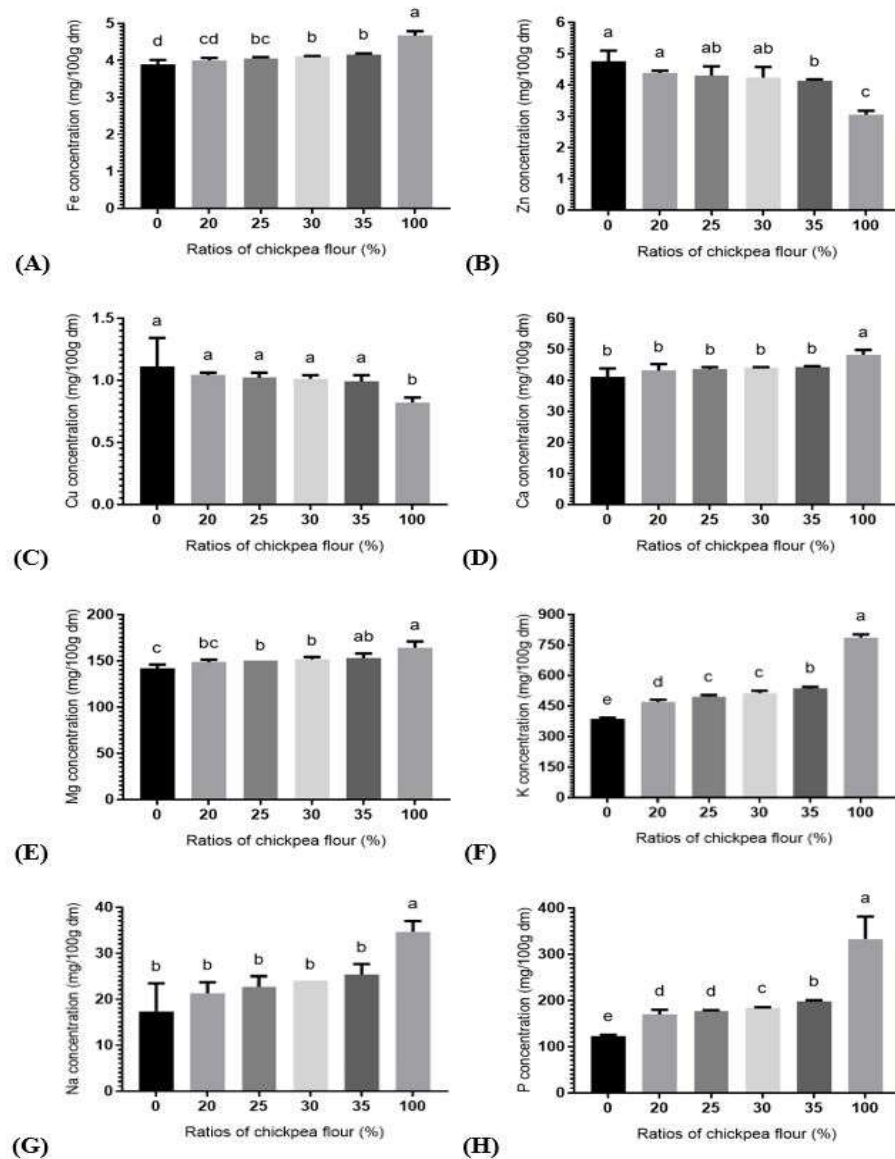 Fe concentration (mg/100g dm)
5
4
3
2
1
0
d cd bc b b a
0 20 25 30 35 100
Ratios of chickpea flour (%)
(A)
Zn concentration (mg/100g dm)
5
4
3
2
1
0
a a ab ab b c
0 20 25 30 35 100
Ratios of chickpea flour (%)
(B)
Cu concentration (mg/100g dm)
1.5
1.0
0.5
0.0
a a a a a b
0 20 25 30 35 100
Ratios of chickpea flour (%)
(C)
Ca concentration (mg/100g dm)
60
50
40
30
20
10
0
b b b b b a
0 20 25 30 35 100
Ratios of chickpea flour (%)
(D)
Mg concentration (mg/100g dm)
200
150
100
50
0
c bc b b ab a
0 20 25 30 35 100
Ratios of chickpea flour (%)
(E)
K concentration (mg/100g dm)
900
750
600
450
300
150
0
e d c c b a
0 20 25 30 35 100
Ratios of chickpea flour (%)
(F)
Na concentration (mg/100g dm)
40
30
20
10
0
b b b b b a
0 20 25 30 35 100
Ratios of chickpea flour (%)
(G)
P concentration (mg/100g dm)
400
300
200
100
0
e d d c b a
0 20 25 30 35 100
Ratios of chickpea flour (%)
(H)